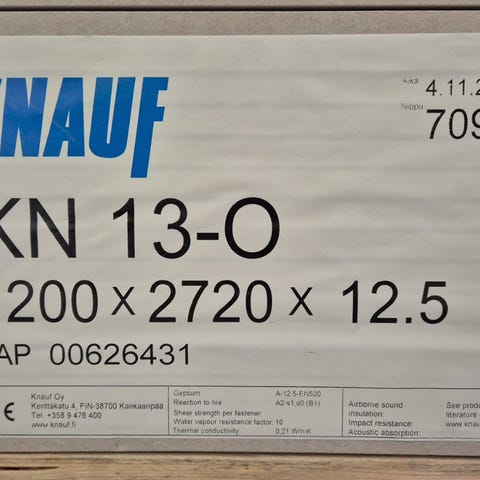 KNAUF
Aika 4.11.2
Nippu 709
KN 13-O
200 x 2720 x 12.5
AP 00626431
CE
Knauf Oy
Kenttäkatu 4, FIN-38700 Kankaanpää
Tel. +358 9 476 400
www.knauf.fi
Gypsum A-12.5-EN520
Reaction to fire A2-s1,d0 (B.I)
Shear strength per fastener
Water vapour resistance factor: 10
Thermal conductivity 0,21 W/mK
Airborne sound
insulation:
Impact resistance:
Acoustic absorption:
See produ
literature
www.knau